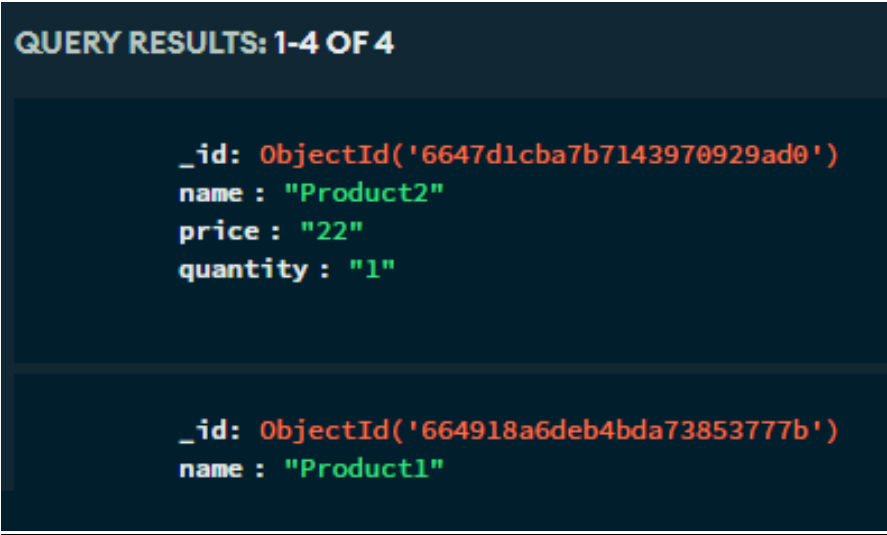 QUERY RESULTS: 1-4 OF 4
_id: ObjectId('6647d1cba7b7143970929ad0')
name : "Product2"
price : "22"
quantity : "1"
_id: ObjectId('664918a6deb4bda73853777b')
name : "Product1"